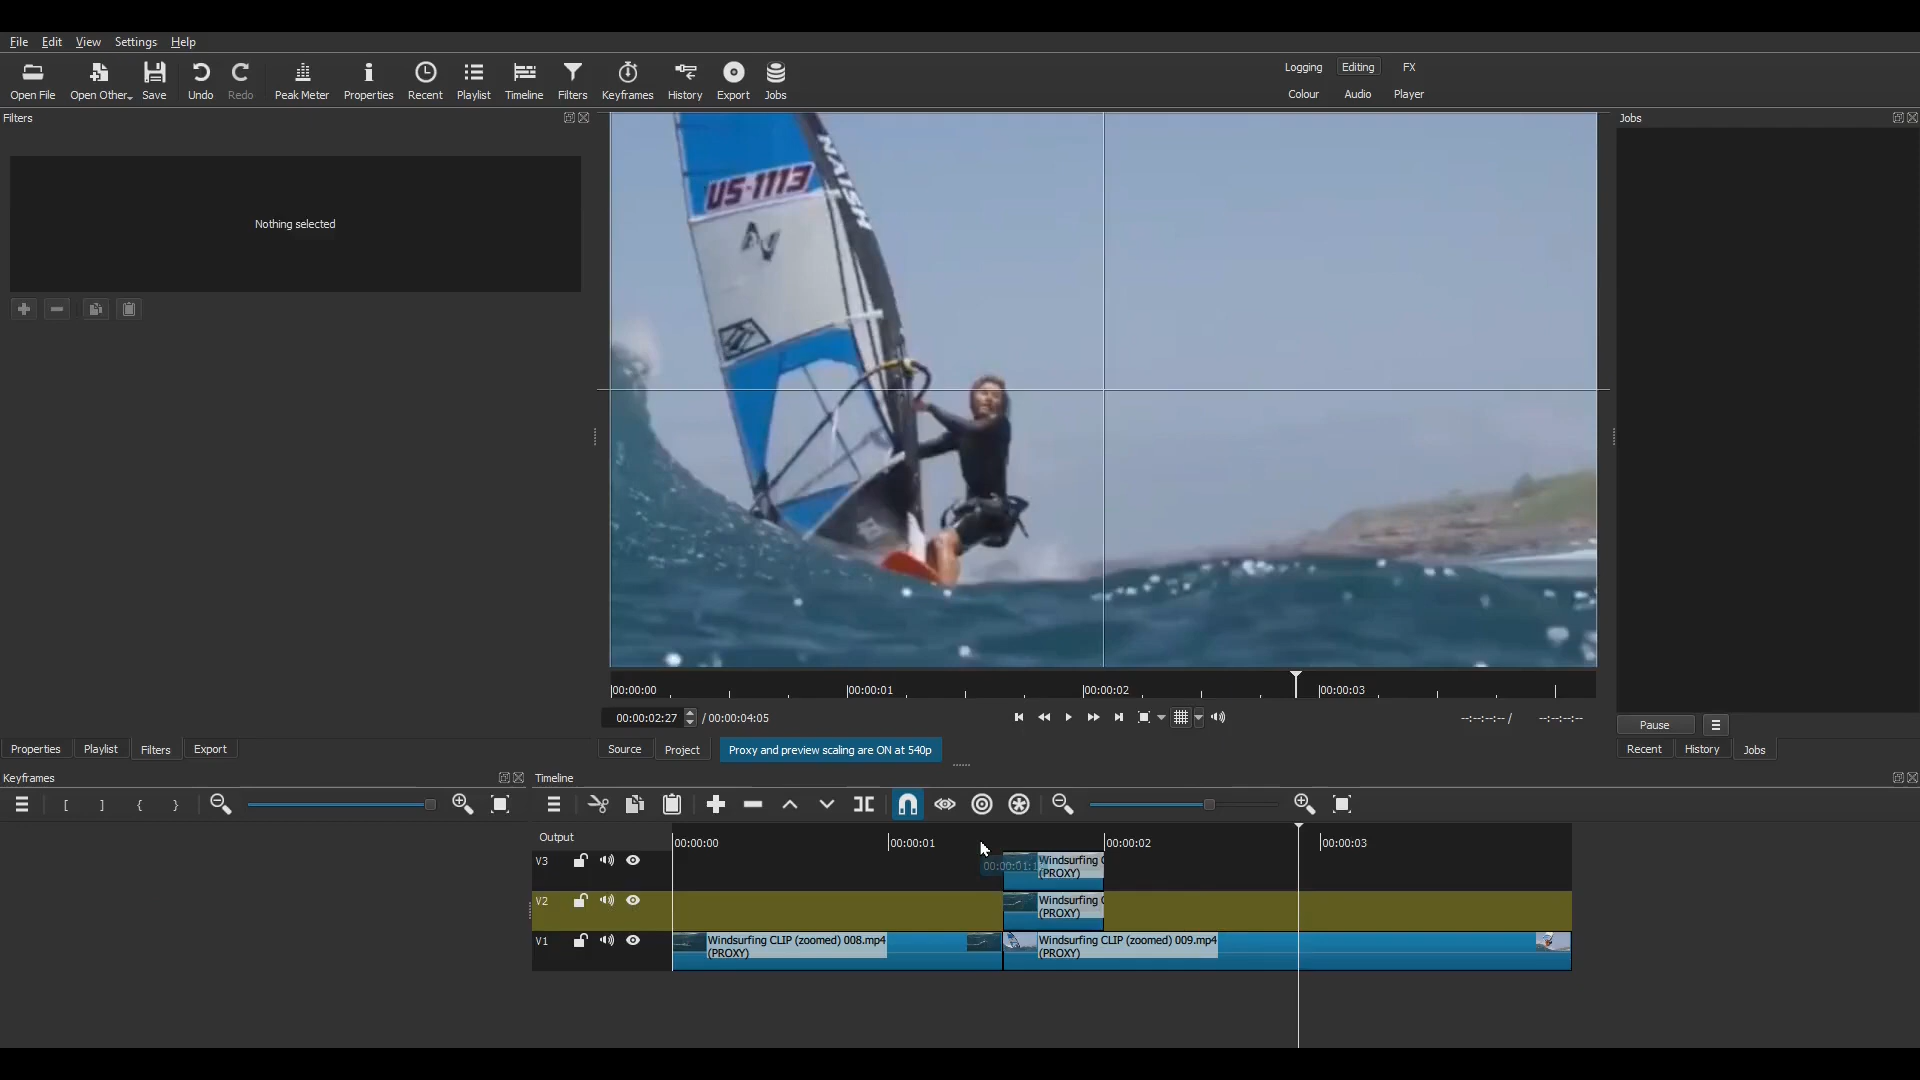 File Edit View Settings Help
Open File Open Other... Save Undo Redo Peak Meter Properties Recent Playlist Timeline Filters Keyframes History Export Jobs
Logging Editing FX
Colour Audio Player
Filters
Jobs
Nothing selected
US-1113
NAISH
00:00:00 00:00:01 00:00:02 00:00:03
00:00:02:27 / 00:00:04:05
--:--:--:-- / --:--:--:--
Pause
Properties Playlist Filters Export
Source Project Proxy and preview scaling are ON at 540p
Recent History Jobs
Keyframes
Timeline
[ ] { }
Output 00:00:00 00:00:01 00:00:02 00:00:03
V3 Windsurfing C
(PROXY)
00:00:01:1
V2 Windsurfing C
(PROXY)
V1 Windsurfing CLIP (zoomed) 008.mp4
(PROXY)
Windsurfing CLIP (zoomed) 009.mp4
(PROXY)